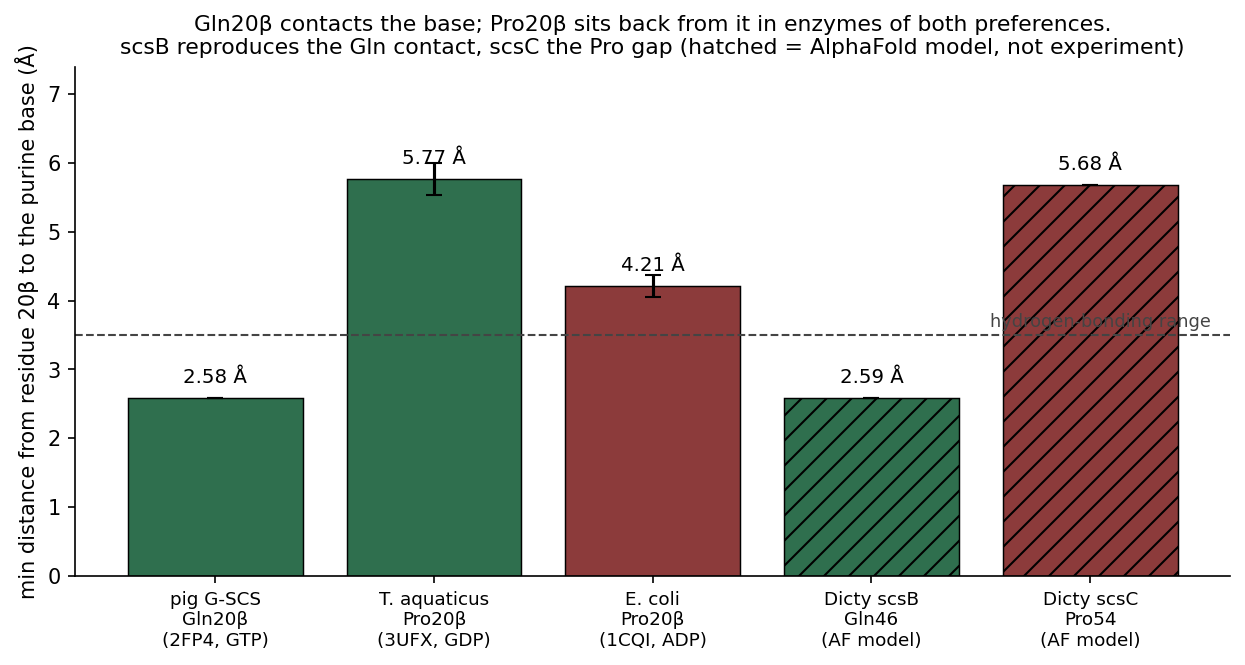 Gln20β contacts the base; Pro20β sits back from it in enzymes of both preferences.
scsB reproduces the Gln contact, scsC the Pro gap (hatched = AlphaFold model, not experiment)
min distance from residue 20β to the purine base (Å)
7
6
5
4
3
2
1
0
2.58 Å
5.77 Å
4.21 Å
2.59 Å
5.68 Å
hydrogen-bonding range
pig G-SCS
Gln20β
(2FP4, GTP)
T. aquaticus
Pro20β
(3UFX, GDP)
E. coli
Pro20β
(1CQI, ADP)
Dicty scsB
Gln46
(AF model)
Dicty scsC
Pro54
(AF model)